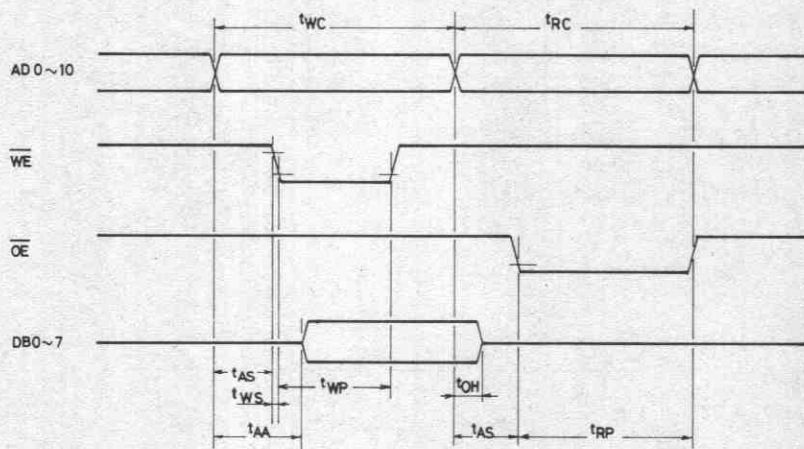 tWC tRC
AD 0~10
WE
OE
DB0~7
tAS tWP tOH
tWS
tAA tAS tRP